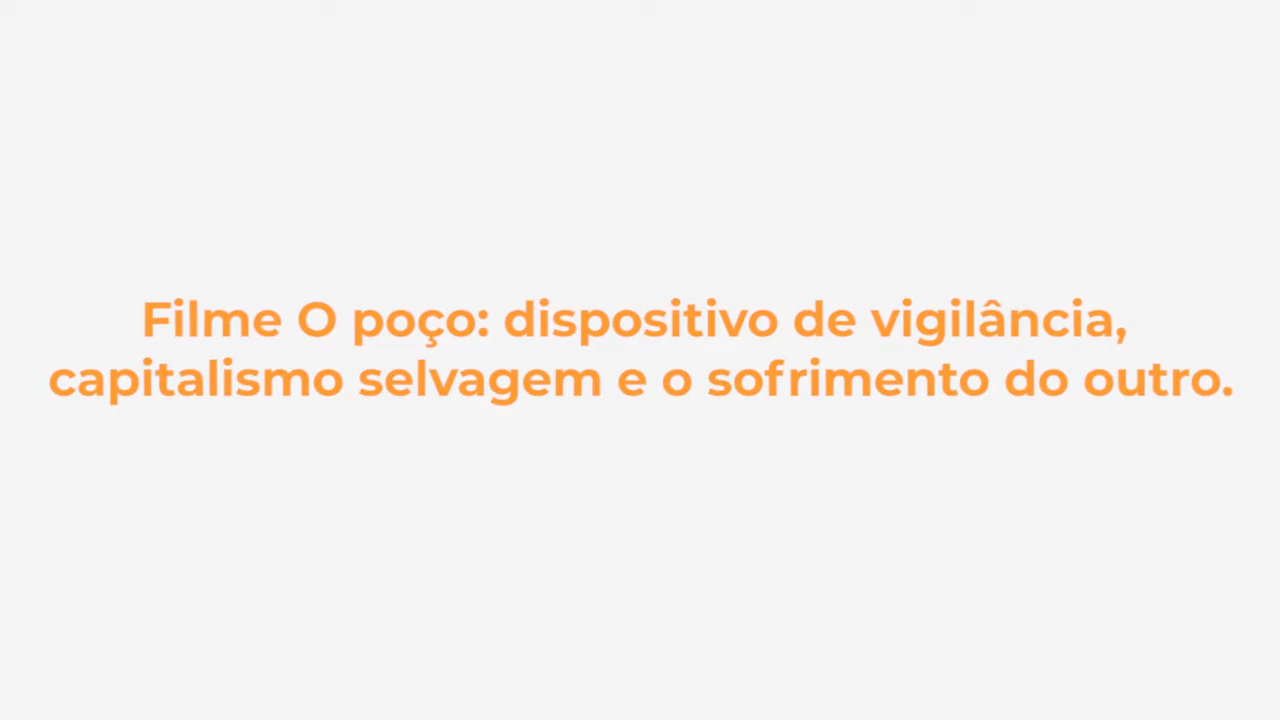 Filme O poço: dispositivo de vigilância,
capitalismo selvagem e o sofrimento do outro.